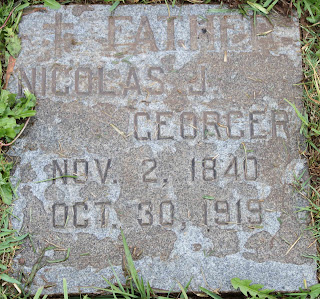 † FATHER
NICOLAS J.
GEORGER
NOV. 2, 1840
OCT. 30, 1919